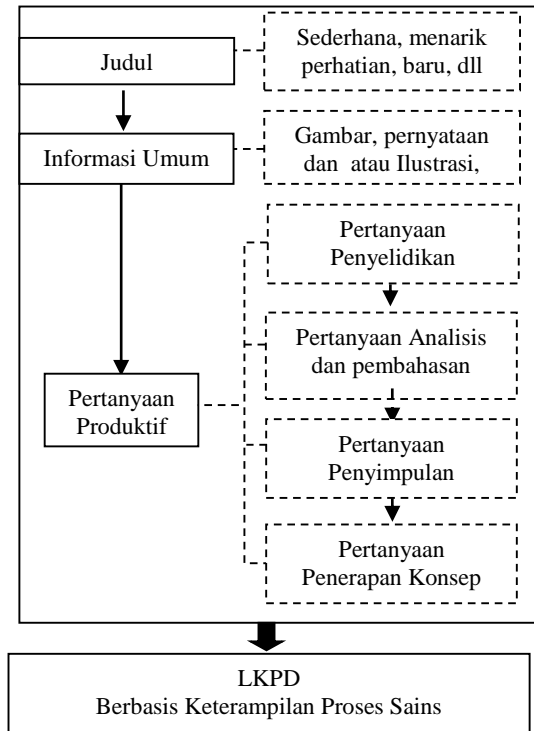 Judul
Sederhana, menarik
perhatian, baru, dll
Informasi Umum
Gambar, pernyataan
dan atau Ilustrasi,
Pertanyaan
Produktif
Pertanyaan
Penyelidikan
Pertanyaan Analisis
dan pembahasan
Pertanyaan
Penyimpulan
Pertanyaan
Penerapan Konsep
LKPD
Berbasis Keterampilan Proses Sains